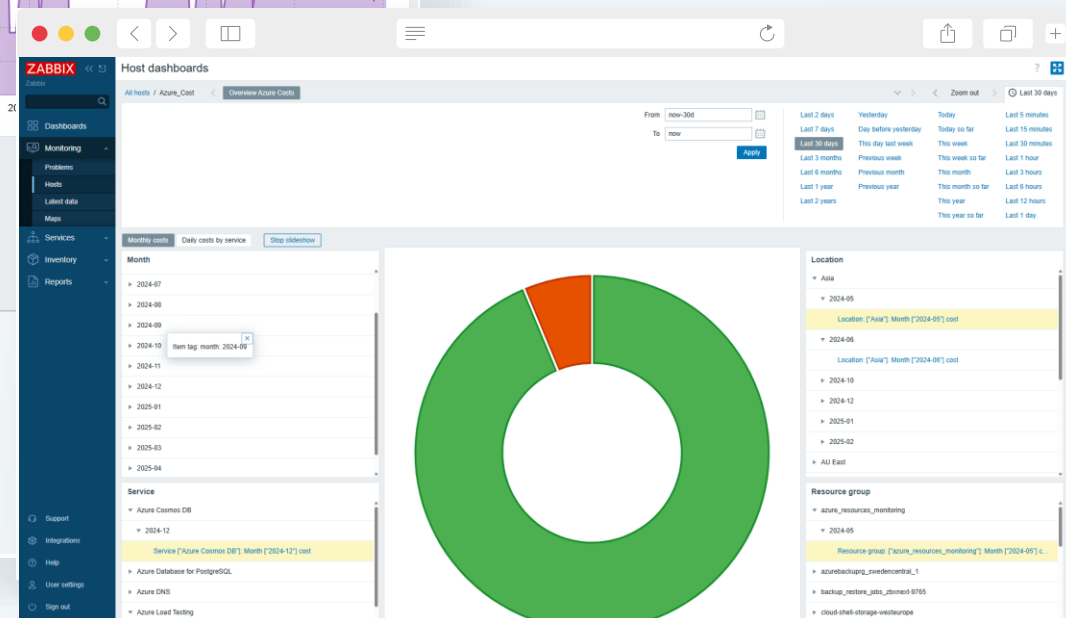 20
ZABBIX
Zabbix
Dashboards
Monitoring
Problems
Hosts
Latest data
Maps
Services
Inventory
Reports
Support
Integrations
Help
User settings
Sign out
Host dashboards
?
All hosts / Azure_Cost
Overview Azure Costs
Zoom out
Last 30 days
From now-30d
To now
Apply
Last 2 days Yesterday Today Last 5 minutes
Last 7 days Day before yesterday Today so far Last 15 minutes
Last 30 days This day last week This week Last 30 minutes
Last 3 months Previous week This week so far Last 1 hour
Last 6 months Previous month This month Last 3 hours
Last 1 year Previous year This month so far Last 6 hours
Last 2 years This year Last 12 hours
This year so far Last 1 day
Monthly costs Daily costs by service Stop slideshow
Month
2024-07
2024-08
2024-09
2024-10
Item tag: month: 2024-09
2024-11
2024-12
2025-01
2025-02
2025-03
2025-04
Service
Azure Cosmos DB
2024-12
Service ["Azure Cosmos DB"]: Month ["2024-12"] cost
Azure Database for PostgreSQL
Azure DNS
Azure Load Testing
Location
Asia
2024-05
Location: ["Asia"]: Month ["2024-05"] cost
2024-06
Location: ["Asia"]: Month ["2024-06"] cost
2024-10
2024-12
2025-01
2025-02
AU East
Resource group
azure_resources_monitoring
2024-05
Resource group: ["azure_resources_monitoring"]: Month ["2024-05"] c...
azurebackuprg_swedencentral_1
backup_restore_jobs_zbxnext-9765
cloud-shell-storage-westeurope